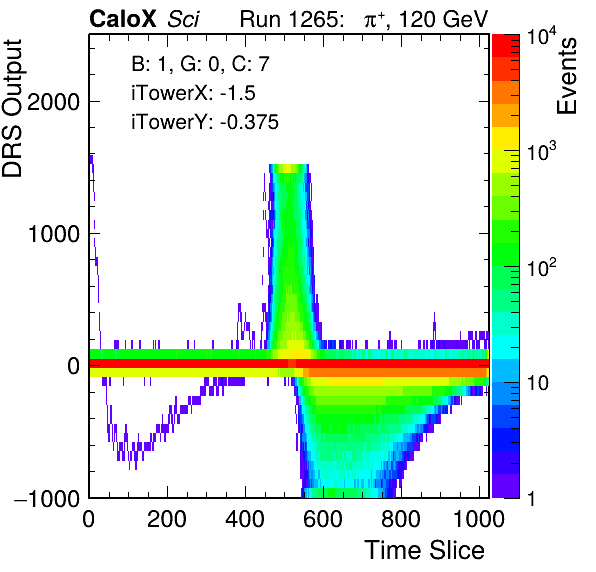 CaloX Sci Run 1265: π⁺, 120 GeV
B: 1, G: 0, C: 7
iTowerX: -1.5
iTowerY: -0.375
DRS Output
2000
1000
0
−1000
0 200 400 600 800 1000
Time Slice
Events
10⁴
10³
10²
10
1